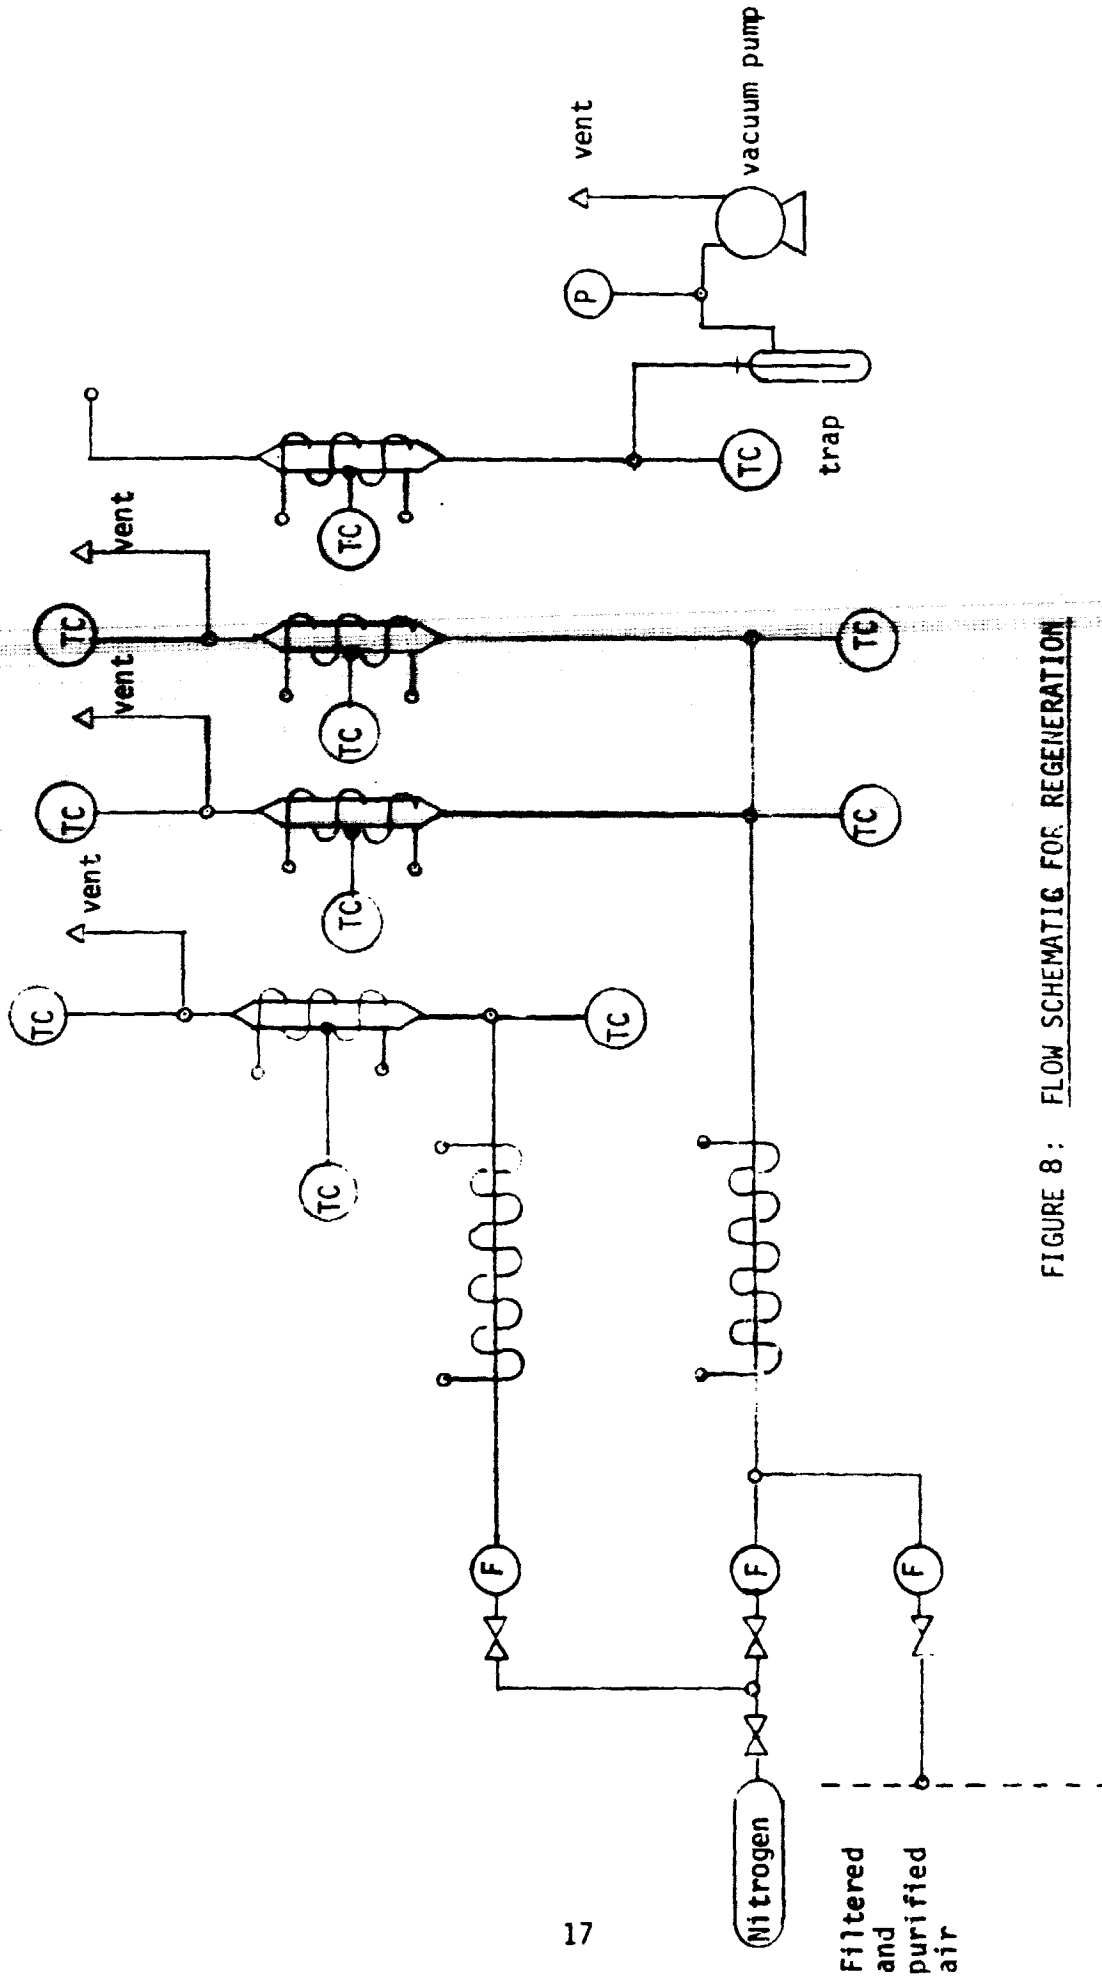 TC
vent
TC
vent
TC
vent
TC
TC
TC
TC
TC
TC
TC
TC
vent
P
vacuum pump
trap
F
F
F
Nitrogen
Filtered
and
purified
air
FIGURE 8: FLOW SCHEMATIC FOR REGENERATION
17